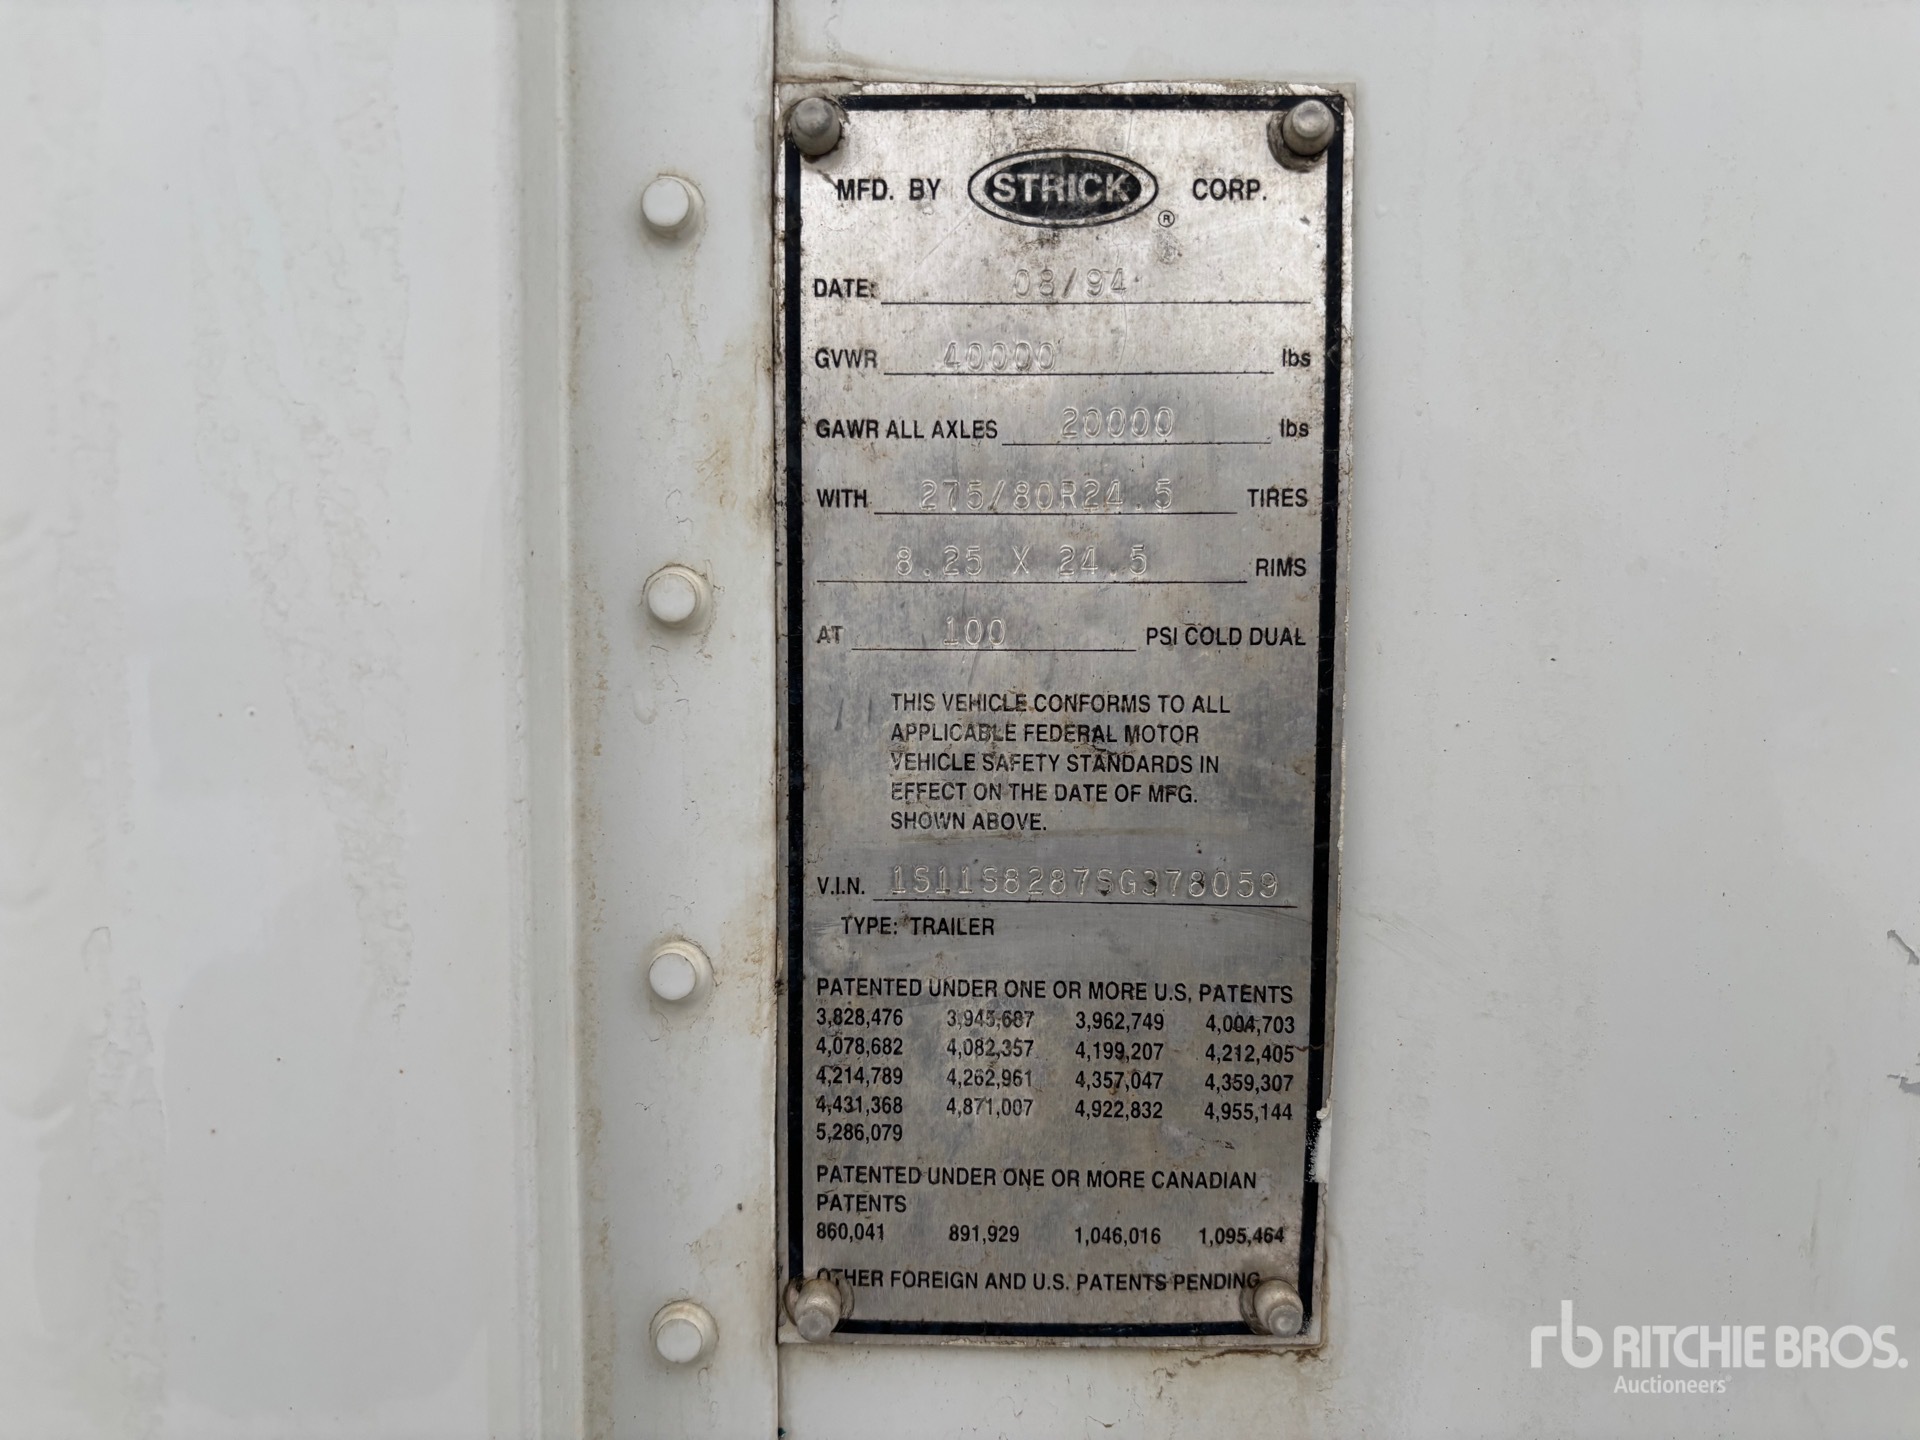 MFD. BY STRICK ® CORP.
DATE: 08/94
GVWR 40000 lbs
GAWR ALL AXLES 20000 lbs
WITH 275/80R24.5 TIRES
8.25 X 24.5 RIMS
AT 100 PSI COLD DUAL
THIS VEHICLE CONFORMS TO ALL
APPLICABLE FEDERAL MOTOR
VEHICLE SAFETY STANDARDS IN
EFFECT ON THE DATE OF MFG.
SHOWN ABOVE.
V.I.N. 1S11S8287SG378059
TYPE: TRAILER
PATENTED UNDER ONE OR MORE U.S. PATENTS
3,828,476 3,945,687 3,962,749 4,004,703
4,078,682 4,082,357 4,199,207 4,212,405
4,214,789 4,262,961 4,357,047 4,359,307
4,431,368 4,871,007 4,922,832 4,955,144
5,286,079
PATENTED UNDER ONE OR MORE CANADIAN
PATENTS
860,041 891,929 1,046,016 1,095,464
OTHER FOREIGN AND U.S. PATENTS PENDING
rb RITCHIE BROS.
Auctioneers